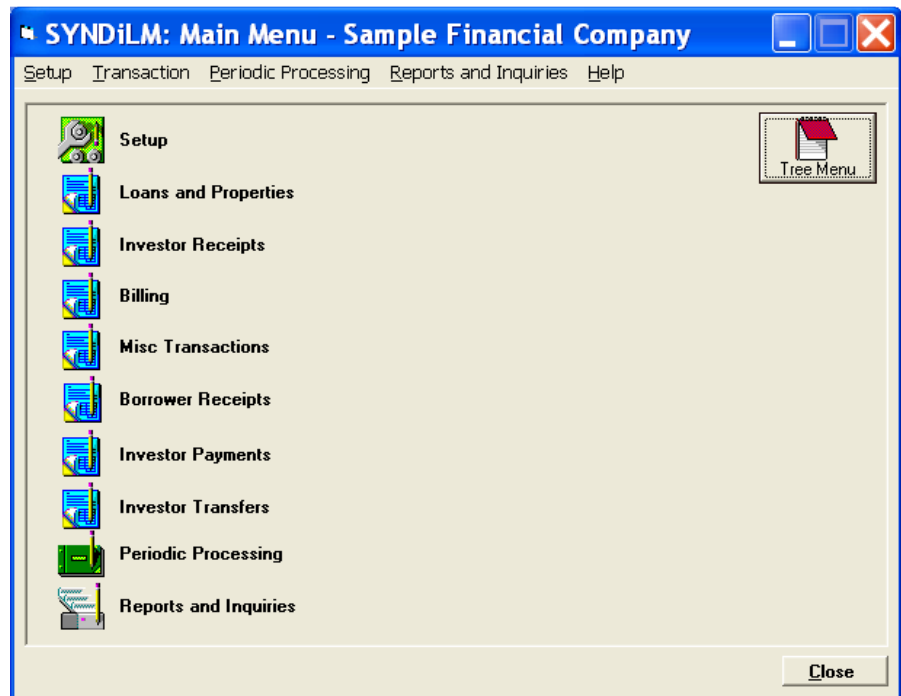 SYNDiLM: Main Menu - Sample Financial Company
Setup Transaction Periodic Processing Reports and Inquiries Help
Setup
Tree Menu
Loans and Properties
Investor Receipts
Billing
Misc Transactions
Borrower Receipts
Investor Payments
Investor Transfers
Periodic Processing
Reports and Inquiries
Close